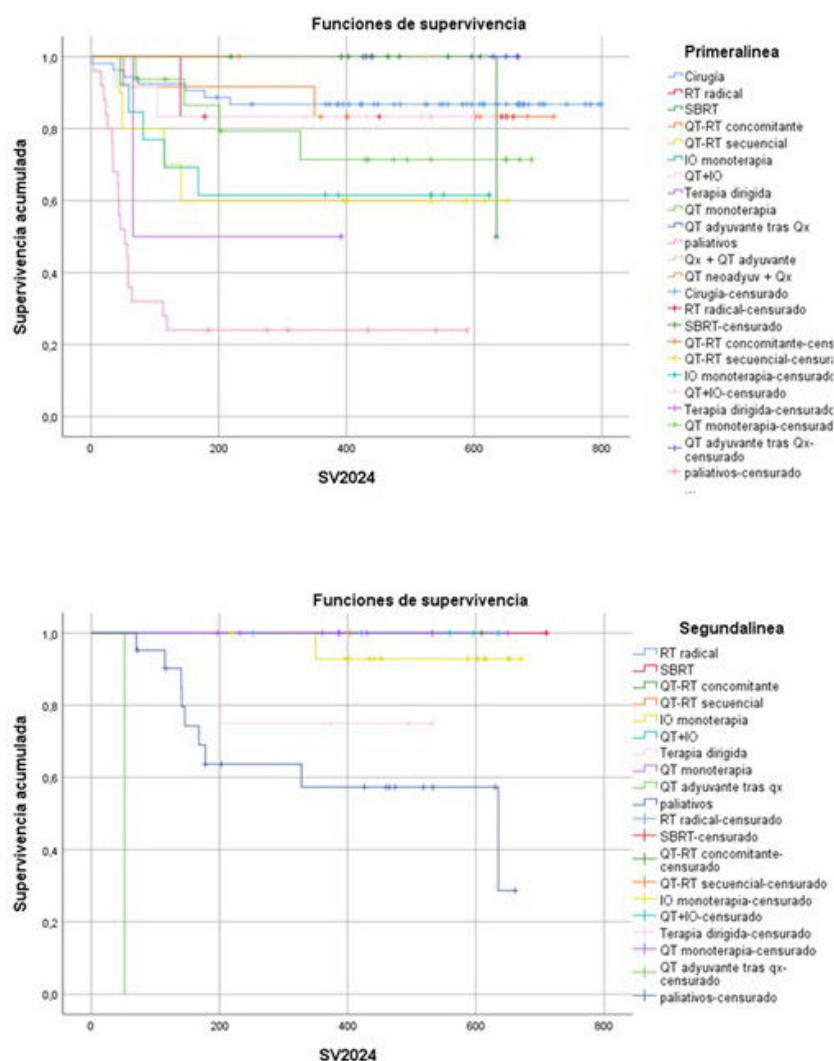 Funciones de supervivencia
Supervivencia acumulada
1,0
0,8
0,6
0,4
0,2
0,0
0
200
400
600
800
SV2024
Primeralinea
Cirugía
RT radical
SBRT
QT-RT concomitante
QT-RT secuencial
IO monoterapia
QT+IO
Terapia dirigida
QT monoterapia
QT adyuvante tras Qx
paliativos
Qx + QT adyuvante
QT neoadyuv + Qx
Cirugía-censurado
RT radical-censurado
SBRT-censurado
QT-RT concomitante-cens
QT-RT secuencial-censura
IO monoterapia-censurado
QT+IO-censurado
Terapia dirigida-censurado
QT monoterapia-censurad
QT adyuvante tras Qx-
censurado
paliativos-censurado
...
Funciones de supervivencia
Supervivencia acumulada
1,0
0,8
0,6
0,4
0,2
0,0
0
200
400
600
800
SV2024
Segundalinea
RT radical
SBRT
QT-RT concomitante
QT-RT secuencial
IO monoterapia
QT+IO
Terapia dirigida
QT monoterapia
QT adyuvante tras qx
paliativos
RT radical-censurado
SBRT-censurado
QT-RT concomitante-
censurado
QT-RT secuencial-censurado
IO monoterapia-censurado
QT+IO-censurado
Terapia dirigida-censurado
QT monoterapia-censurado
QT adyuvante tras qx-
censurado
paliativos-censurado